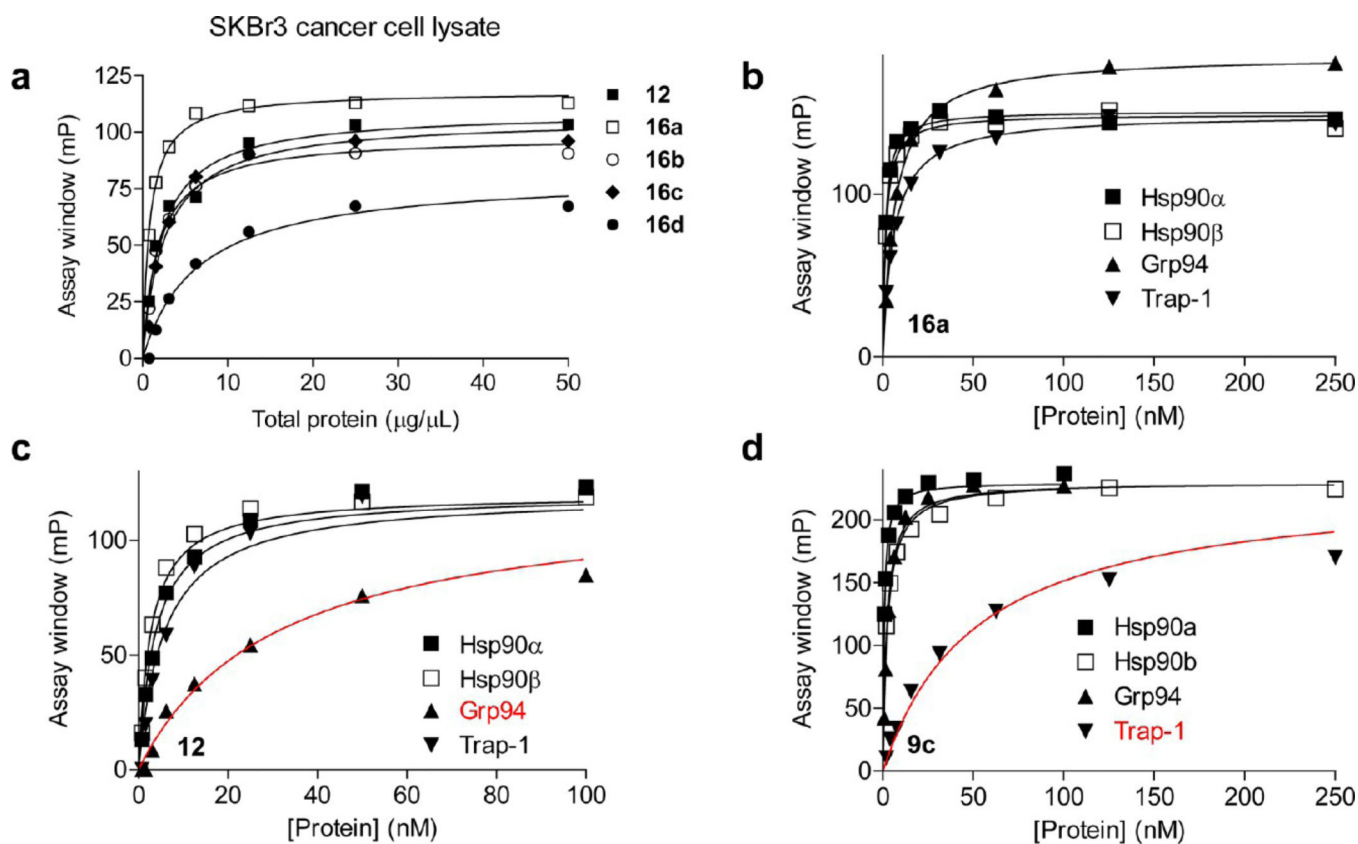 SKBr3 cancer cell lysate
a
125
100
75
50
25
0
Assay window (mP)
0 10 20 30 40 50
Total protein (μg/μL)
12
16a
16b
16c
16d
b
100
0
Assay window (mP)
Hsp90α
Hsp90β
Grp94
Trap-1
16a
0 50 100 150 200 250
[Protein] (nM)
c
100
50
0
Assay window (mP)
Hsp90α
Hsp90β
Grp94
Trap-1
12
0 20 40 60 80 100
[Protein] (nM)
d
200
150
100
50
0
Assay window (mP)
Hsp90a
Hsp90b
Grp94
Trap-1
9c
0 50 100 150 200 250
[Protein] (nM)